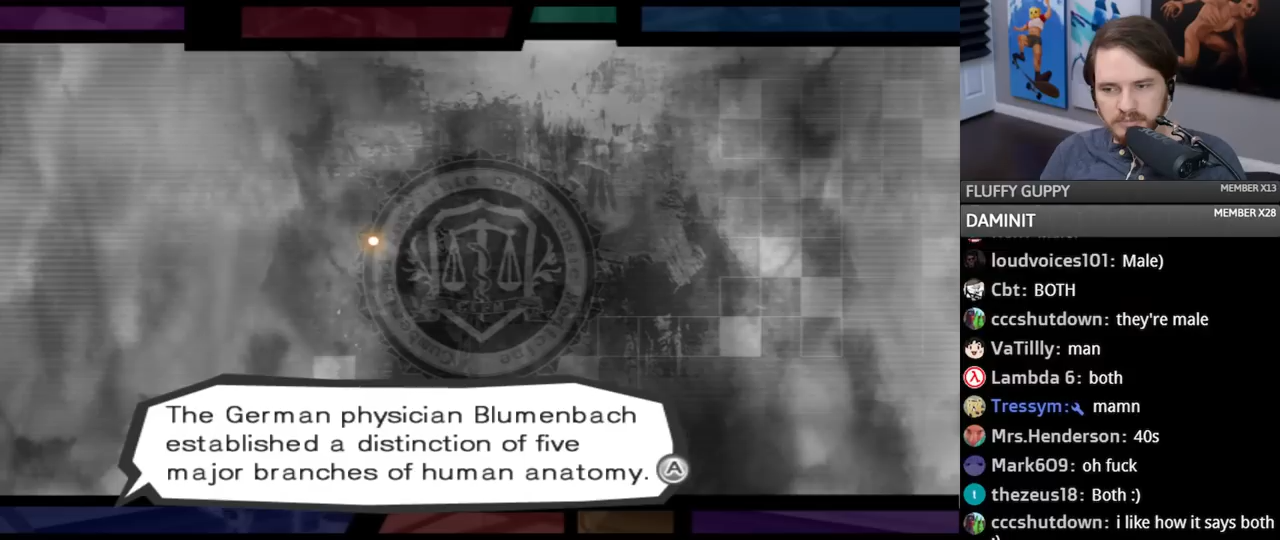 The German physician Blumenbach
established a distinction of five
major branches of human anatomy.
A
FLUFFY GUPPY
MEMBER X13
DAMINIT
MEMBER X28
loudvoices101: Male)
Cbt: BOTH
cccshutdown: they're male
VaTillly: man
Lambda 6: both
Tressym: mamn
Mrs.Henderson: 40s
Mark609: oh fuck
thezeus18: Both :)
cccshutdown: i like how it says both